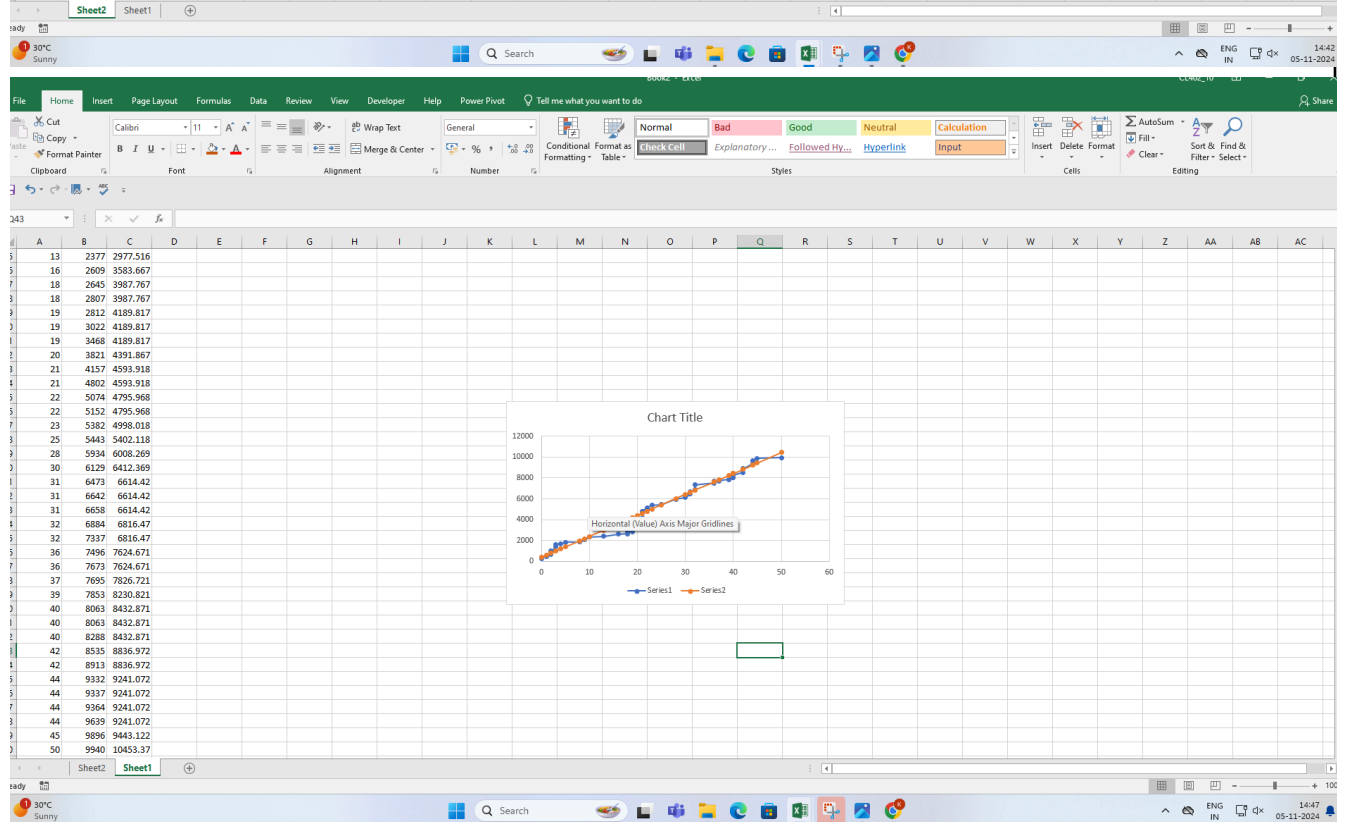 Sheet2 Sheet1
eady
1
30°C
Sunny
Search
ENG
IN
14:42
05-11-2024
Book2 - Excel
File Home Insert Page Layout Formulas Data Review View Developer Help Power Pivot Tell me what you want to do Share
Cut
Copy
Format Painter
Clipboard
Calibri 11
B I U
Font
Wrap Text
Merge & Center
Alignment
General
% ,
Number
Conditional Formatting
Format as Table
Normal Bad Good Neutral Calculation
Check Cell Explanatory ... Followed Hy... Hyperlink Input
Styles
Insert Delete Format
Cells
AutoSum
Fill
Clear
Sort & Filter
Find & Select
Editing
Q43 fx
A B C D E F G H I J K L M N O P Q R S T U V W X Y Z AA AB AC
13 2377 2977.516
16 2609 3583.667
18 2645 3987.767
18 2807 3987.767
19 2812 4189.817
19 3022 4189.817
19 3468 4189.817
20 3821 4391.867
21 4157 4593.918
21 4802 4593.918
22 5074 4795.968
22 5152 4795.968
23 5382 4998.018
25 5443 5402.118
28 5934 6008.269
30 6129 6412.369
31 6473 6614.42
31 6642 6614.42
31 6658 6614.42
32 6884 6816.47
32 7337 6816.47
36 7496 7624.671
36 7673 7624.671
37 7695 7826.721
39 7853 8230.821
40 8063 8432.871
40 8063 8432.871
40 8288 8432.871
42 8535 8836.972
42 8913 8836.972
44 9332 9241.072
44 9337 9241.072
44 9364 9241.072
44 9639 9241.072
45 9896 9443.122
50 9940 10453.37
Chart Title
12000
10000
8000
6000
4000
2000
0
Horizontal (Value) Axis Major Gridlines
0 10 20 30 40 50 60
Series1 Series2
Sheet2 Sheet1
eady
100
1
30°C
Sunny
Search
ENG
IN
14:47
05-11-2024